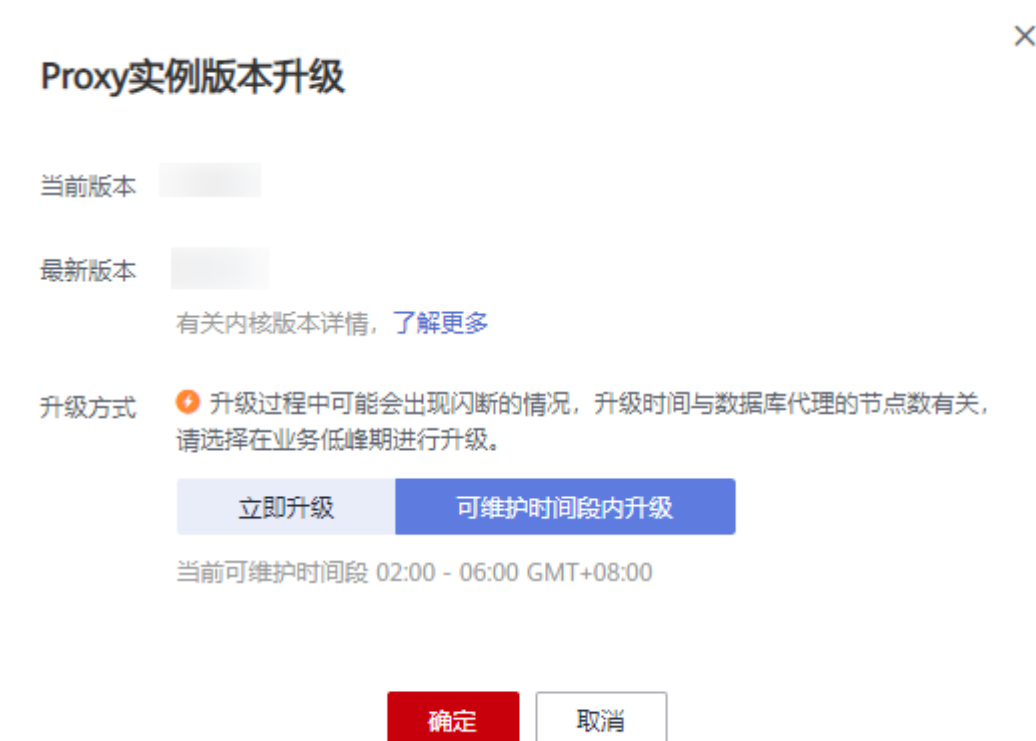 Proxy实例版本升级
当前版本
最新版本
有关内核版本详情，了解更多
升级方式 升级过程中可能会出现闪断的情况，升级时间与数据库代理的节点数有关，
请选择在业务低峰期进行升级。
立即升级 可维护时间段内升级
当前可维护时间段 02:00 - 06:00 GMT+08:00
确定 取消